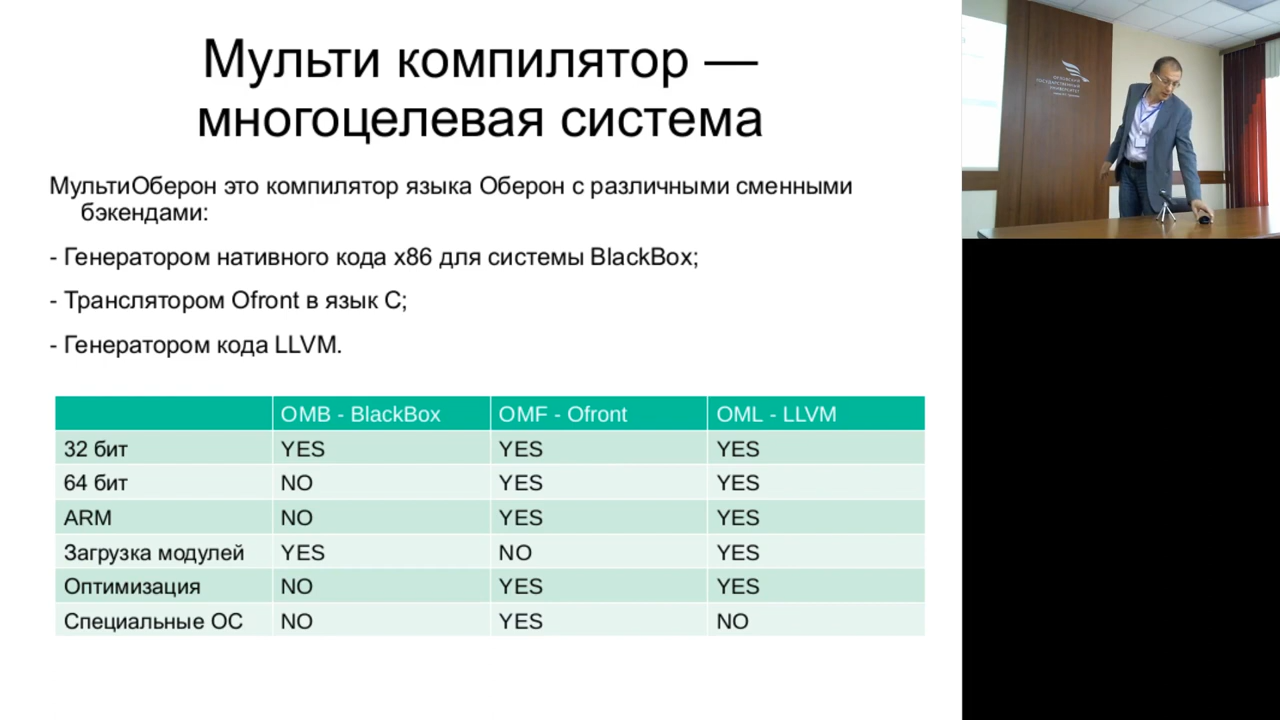 Мульти компилятор —
многоцелевая система
МультиОберон это компилятор языка Оберон с различными сменными
бэкендами:
- Генератором нативного кода x86 для системы BlackBox;
- Транслятором Ofront в язык C;
- Генератором кода LLVM.
OMB - BlackBox OMF - Ofront OML - LLVM
32 бит YES YES YES
64 бит NO YES YES
ARM NO YES YES
Загрузка модулей YES NO YES
Оптимизация NO YES YES
Специальные ОС NO YES NO
ОРЛОВСКИЙ
ГОСУДАРСТВЕННЫЙ
УНИВЕРСИТЕТ